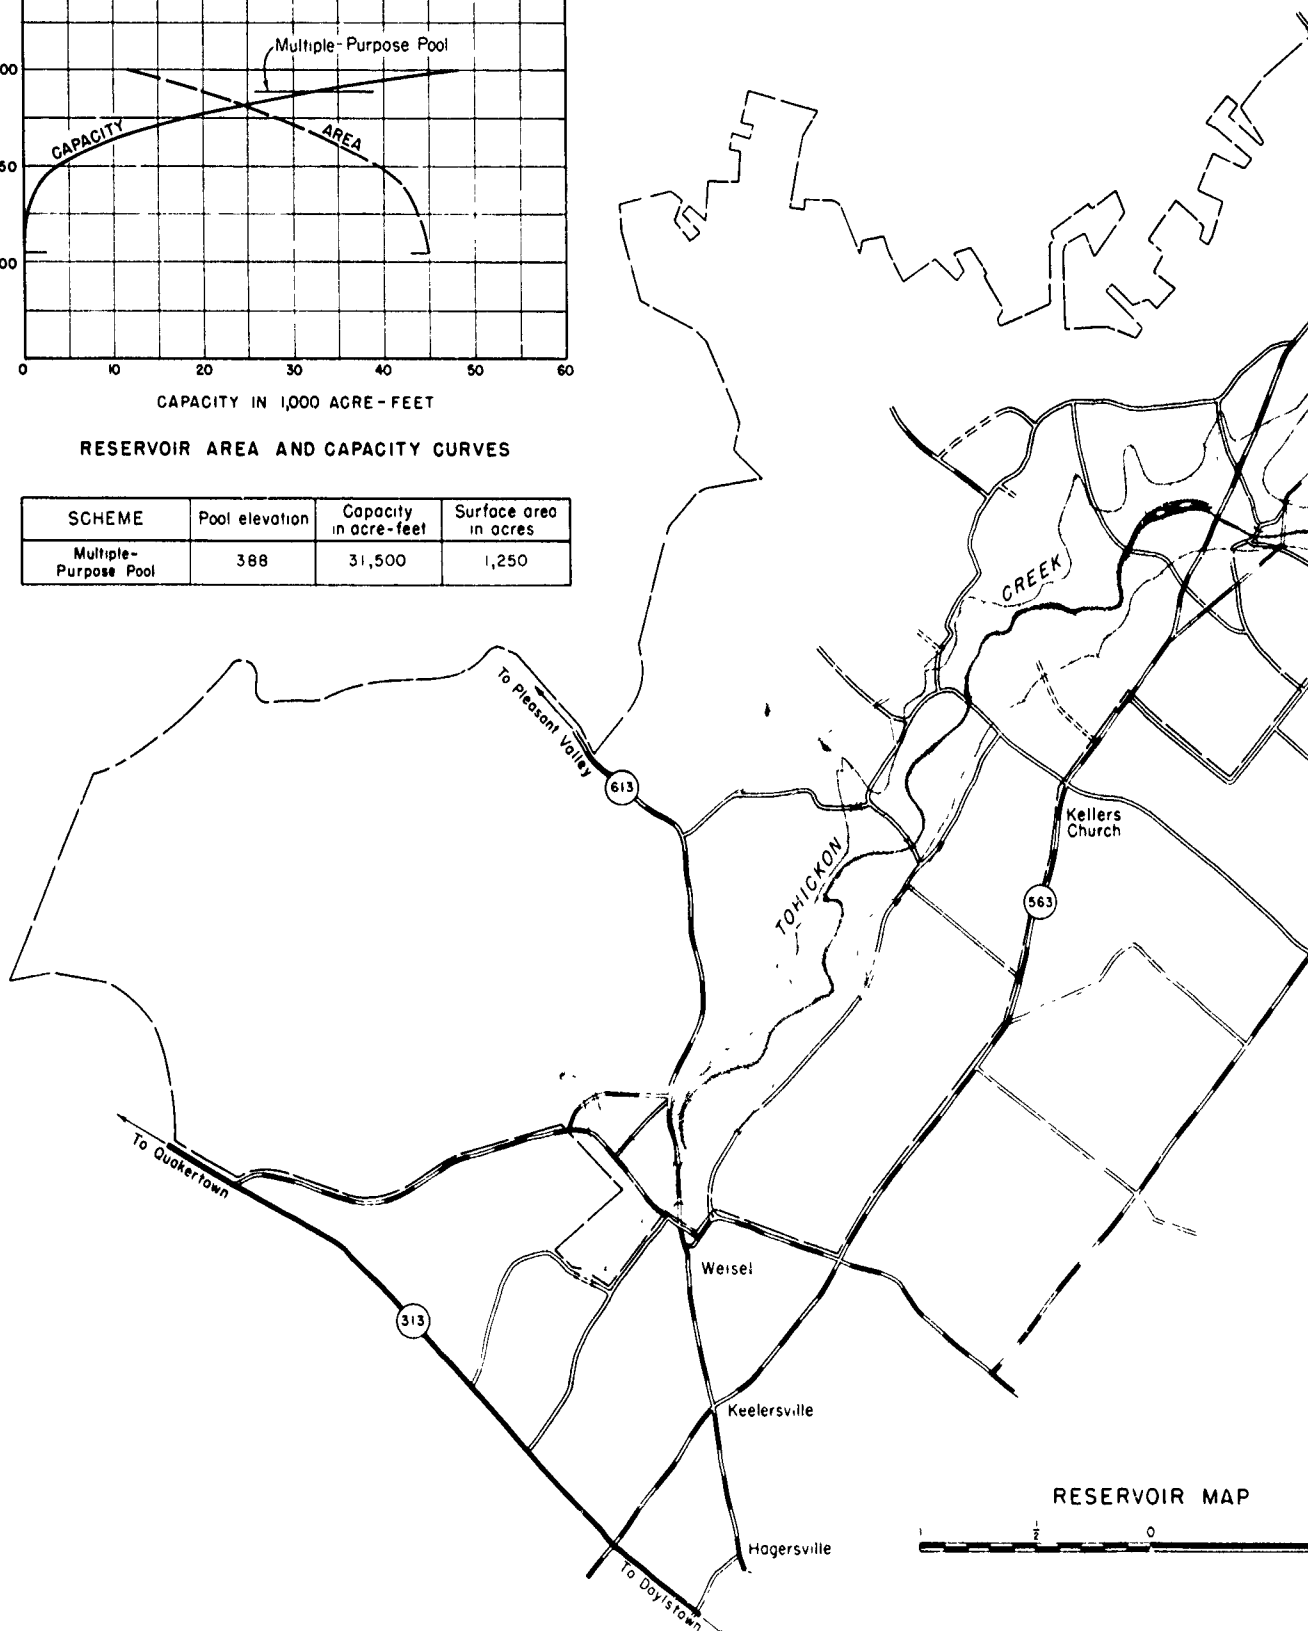 Multiple-Purpose Pool
00
CAPACITY
AREA
50
00
0 10 20 30 40 50 60
CAPACITY IN 1,000 ACRE-FEET
RESERVOIR AREA AND CAPACITY CURVES
SCHEME Pool elevation Capacity in acre-feet Surface area in acres
Multiple-Purpose Pool 388 31,500 1,250
CREEK
To Pleasant Valley
613
Kellers
Church
TOHICKON
563
To Quakertown
Weisel
313
Keelersville
RESERVOIR MAP
1 1/2 0
Hagersville
To Doylstown